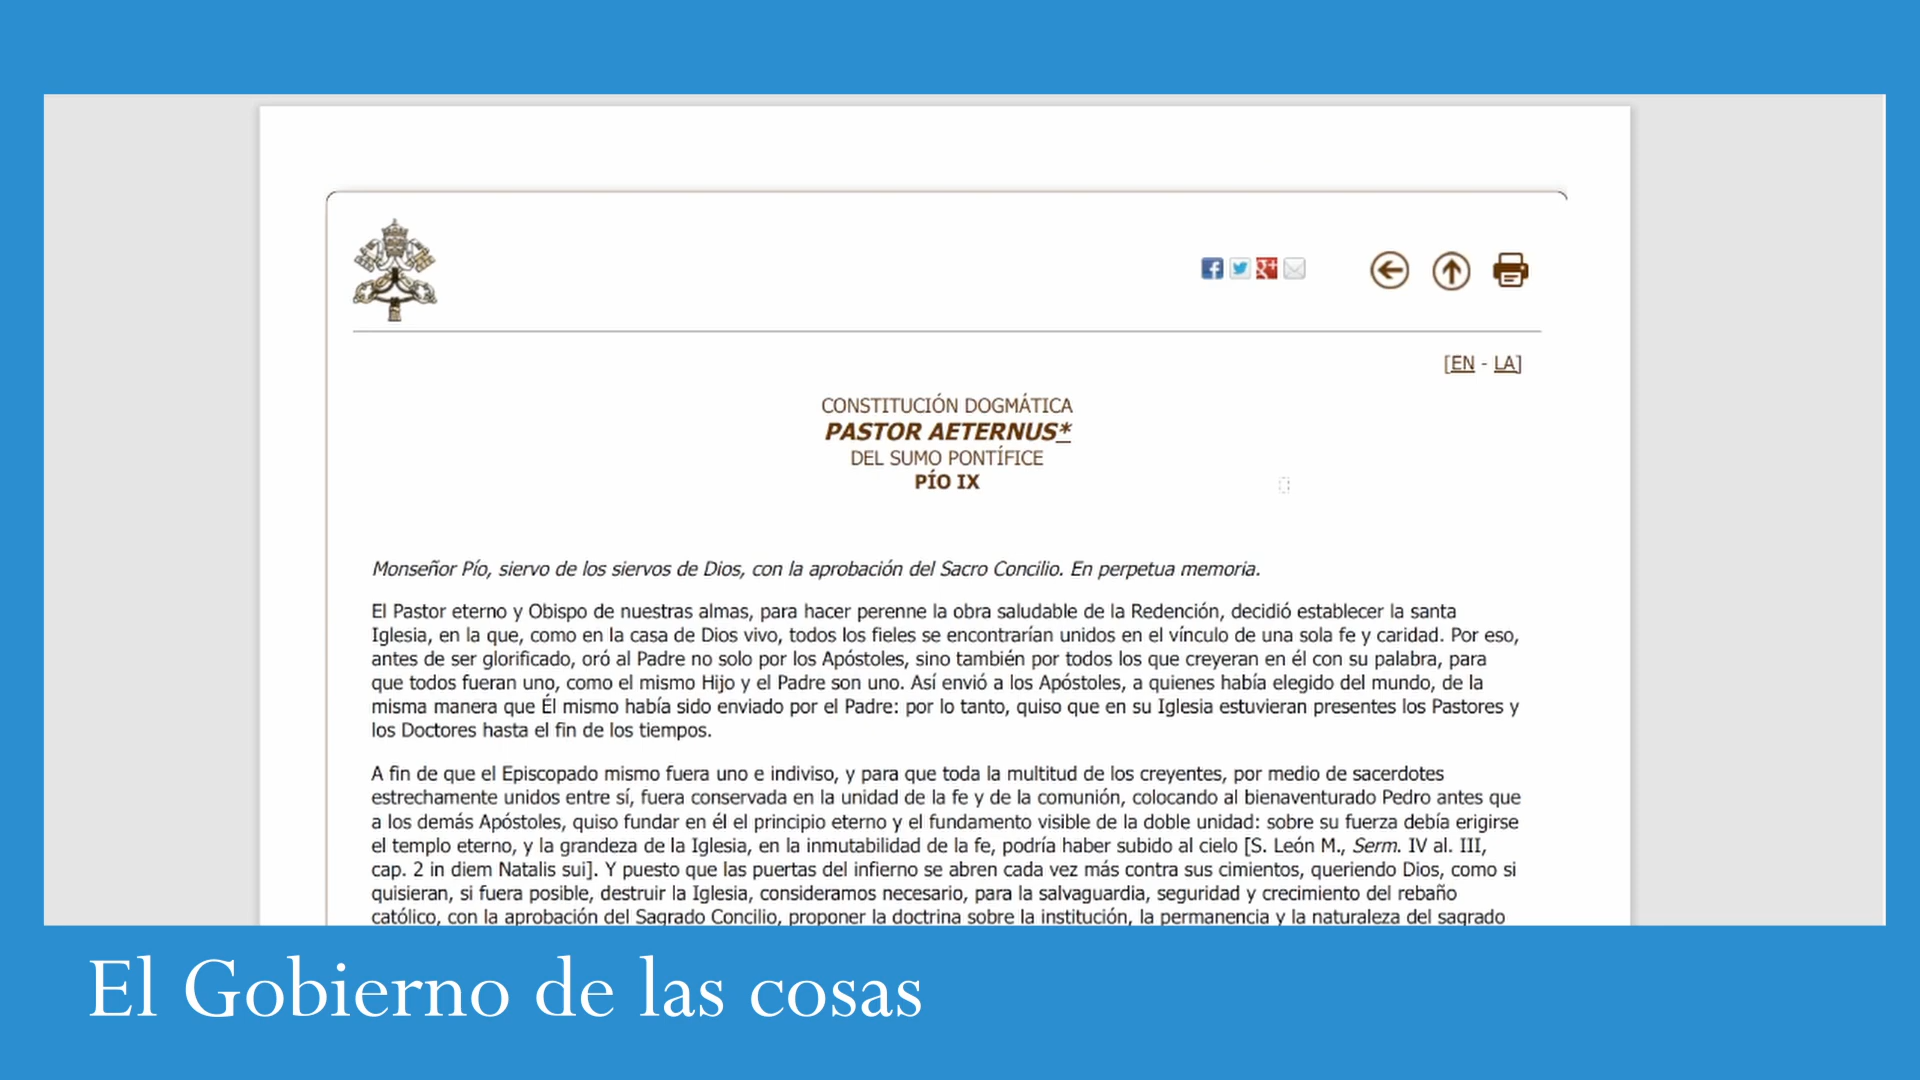 [EN - LA]
CONSTITUCIÓN DOGMÁTICA
PASTOR AETERNUS*
DEL SUMO PONTÍFICE
PÍO IX
Monseñor Pío, siervo de los siervos de Dios, con la aprobación del Sacro Concilio. En perpetua memoria.
El Pastor eterno y Obispo de nuestras almas, para hacer perenne la obra saludable de la Redención, decidió establecer la santa
Iglesia, en la que, como en la casa de Dios vivo, todos los fieles se encontrarían unidos en el vínculo de una sola fe y caridad. Por eso,
antes de ser glorificado, oró al Padre no solo por los Apóstoles, sino también por todos los que creyeran en él con su palabra, para
que todos fueran uno, como el mismo Hijo y el Padre son uno. Así envió a los Apóstoles, a quienes había elegido del mundo, de la
misma manera que Él mismo había sido enviado por el Padre: por lo tanto, quiso que en su Iglesia estuvieran presentes los Pastores y
los Doctores hasta el fin de los tiempos.
A fin de que el Episcopado mismo fuera uno e indiviso, y para que toda la multitud de los creyentes, por medio de sacerdotes
estrechamente unidos entre sí, fuera conservada en la unidad de la fe y de la comunión, colocando al bienaventurado Pedro antes que
a los demás Apóstoles, quiso fundar en él el principio eterno y el fundamento visible de la doble unidad: sobre su fuerza debía erigirse
el templo eterno, y la grandeza de la Iglesia, en la inmutabilidad de la fe, podría haber subido al cielo [S. León M., Serm. IV al. III,
cap. 2 in diem Natalis sui]. Y puesto que las puertas del infierno se abren cada vez más contra sus cimientos, queriendo Dios, como si
quisieran, si fuera posible, destruir la Iglesia, consideramos necesario, para la salvaguardia, seguridad y crecimiento del rebaño
católico, con la aprobación del Sagrado Concilio, proponer la doctrina sobre la institución, la permanencia y la naturaleza del sagrado
El Gobierno de las cosas